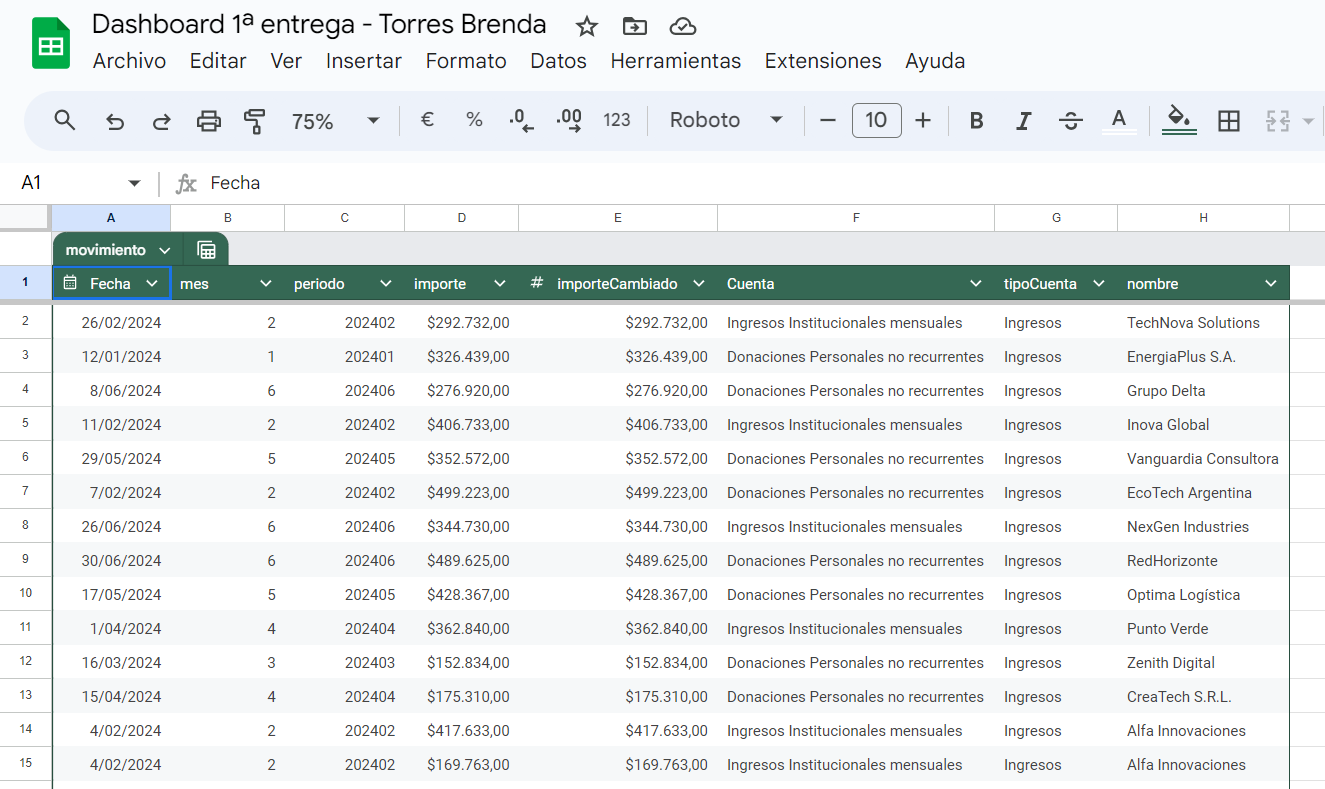 Dashboard 1ª entrega - Torres Brenda
Archivo Editar Ver Insertar Formato Datos Herramientas Extensiones Ayuda
75% € % .0 .00 123 Roboto 10 B I S A
A1 fx Fecha
A B C D E F G H
movimiento
1 Fecha mes periodo importe # importeCambiado Cuenta tipoCuenta nombre
2 26/02/2024 2 202402 $292.732,00 $292.732,00 Ingresos Institucionales mensuales Ingresos TechNova Solutions
3 12/01/2024 1 202401 $326.439,00 $326.439,00 Donaciones Personales no recurrentes Ingresos EnergiaPlus S.A.
4 8/06/2024 6 202406 $276.920,00 $276.920,00 Donaciones Personales no recurrentes Ingresos Grupo Delta
5 11/02/2024 2 202402 $406.733,00 $406.733,00 Ingresos Institucionales mensuales Ingresos Inova Global
6 29/05/2024 5 202405 $352.572,00 $352.572,00 Donaciones Personales no recurrentes Ingresos Vanguardia Consultora
7 7/02/2024 2 202402 $499.223,00 $499.223,00 Donaciones Personales no recurrentes Ingresos EcoTech Argentina
8 26/06/2024 6 202406 $344.730,00 $344.730,00 Ingresos Institucionales mensuales Ingresos NexGen Industries
9 30/06/2024 6 202406 $489.625,00 $489.625,00 Donaciones Personales no recurrentes Ingresos RedHorizonte
10 17/05/2024 5 202405 $428.367,00 $428.367,00 Donaciones Personales no recurrentes Ingresos Optima Logística
11 1/04/2024 4 202404 $362.840,00 $362.840,00 Ingresos Institucionales mensuales Ingresos Punto Verde
12 16/03/2024 3 202403 $152.834,00 $152.834,00 Donaciones Personales no recurrentes Ingresos Zenith Digital
13 15/04/2024 4 202404 $175.310,00 $175.310,00 Donaciones Personales no recurrentes Ingresos CreaTech S.R.L.
14 4/02/2024 2 202402 $417.633,00 $417.633,00 Ingresos Institucionales mensuales Ingresos Alfa Innovaciones
15 4/02/2024 2 202402 $169.763,00 $169.763,00 Ingresos Institucionales mensuales Ingresos Alfa Innovaciones